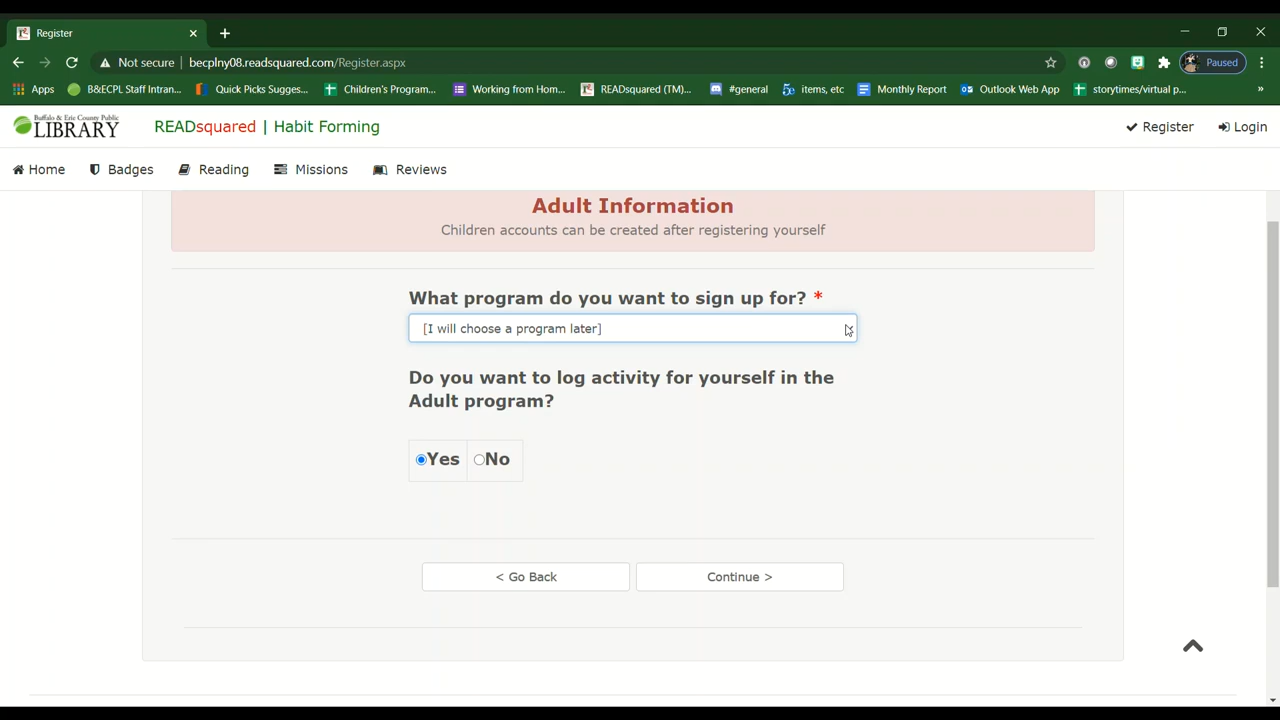 Register
Not secure | becplny08.readsquared.com/Register.aspx
Paused
Apps B&ECPL Staff Intran... Quick Picks Sugges... Children's Program... Working from Hom... READsquared (TM)... #general items, etc Monthly Report Outlook Web App storytimes/virtual p... »
Buffalo & Erie County Public
LIBRARY
READsquared | Habit Forming
Register Login
Home Badges Reading Missions Reviews
Adult Information
Children accounts can be created after registering yourself
What program do you want to sign up for? *
[I will choose a program later]
Do you want to log activity for yourself in the
Adult program?
Yes No
< Go Back Continue >